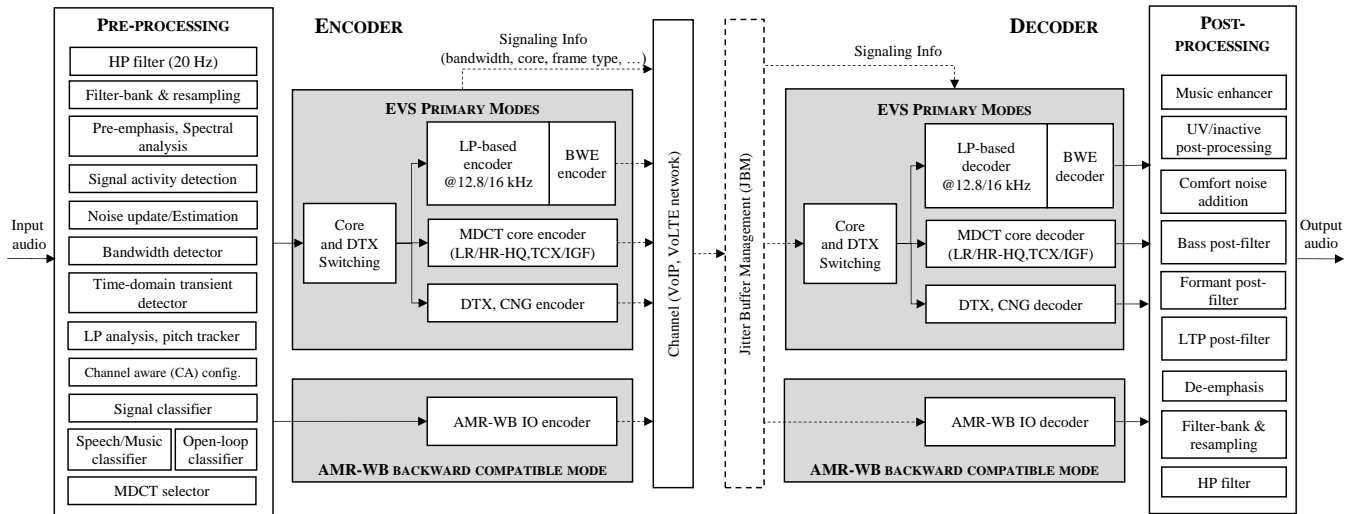 PRE-PROCESSING
HP filter (20 Hz)
Filter-bank & resampling
Pre-emphasis, Spectral
analysis
Signal activity detection
Noise update/Estimation
Bandwidth detector
Time-domain transient
detector
LP analysis, pitch tracker
Channel aware (CA) config.
Signal classifier
Speech/Music
classifier
Open-loop
classifier
MDCT selector
Input
audio
ENCODER
Signaling Info
(bandwidth, core, frame type, …)
EVS PRIMARY MODES
Core
and DTX
Switching
LP-based
encoder
@12.8/16 kHz
BWE
encoder
MDCT core encoder
(LR/HR-HQ,TCX/IGF)
DTX, CNG encoder
AMR-WB IO encoder
AMR-WB BACKWARD COMPATIBLE MODE
Channel (VoIP, VoLTE network)
Jitter Buffer Management (JBM)
DECODER
Signaling Info
EVS PRIMARY MODES
Core
and DTX
Switching
LP-based
decoder
@12.8/16 kHz
BWE
decoder
MDCT core decoder
(LR/HR-HQ,TCX/IGF)
DTX, CNG decoder
AMR-WB IO decoder
AMR-WB BACKWARD COMPATIBLE MODE
POST-
PROCESSING
Music enhancer
UV/inactive
post-processing
Comfort noise
addition
Bass post-filter
Formant post-
filter
LTP post-filter
De-emphasis
Filter-bank &
resampling
HP filter
Output
audio